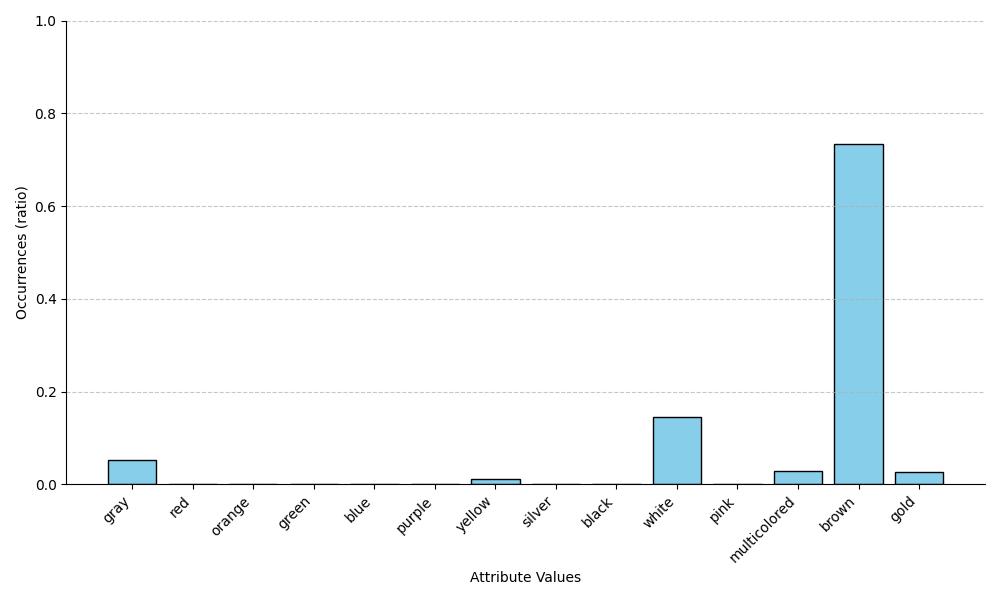 1.0
0.8
0.6
0.4
0.2
0.0
Occurrences (ratio)
gray
red
orange
green
blue
purple
yellow
silver
black
white
pink
multicolored
brown
gold
Attribute Values